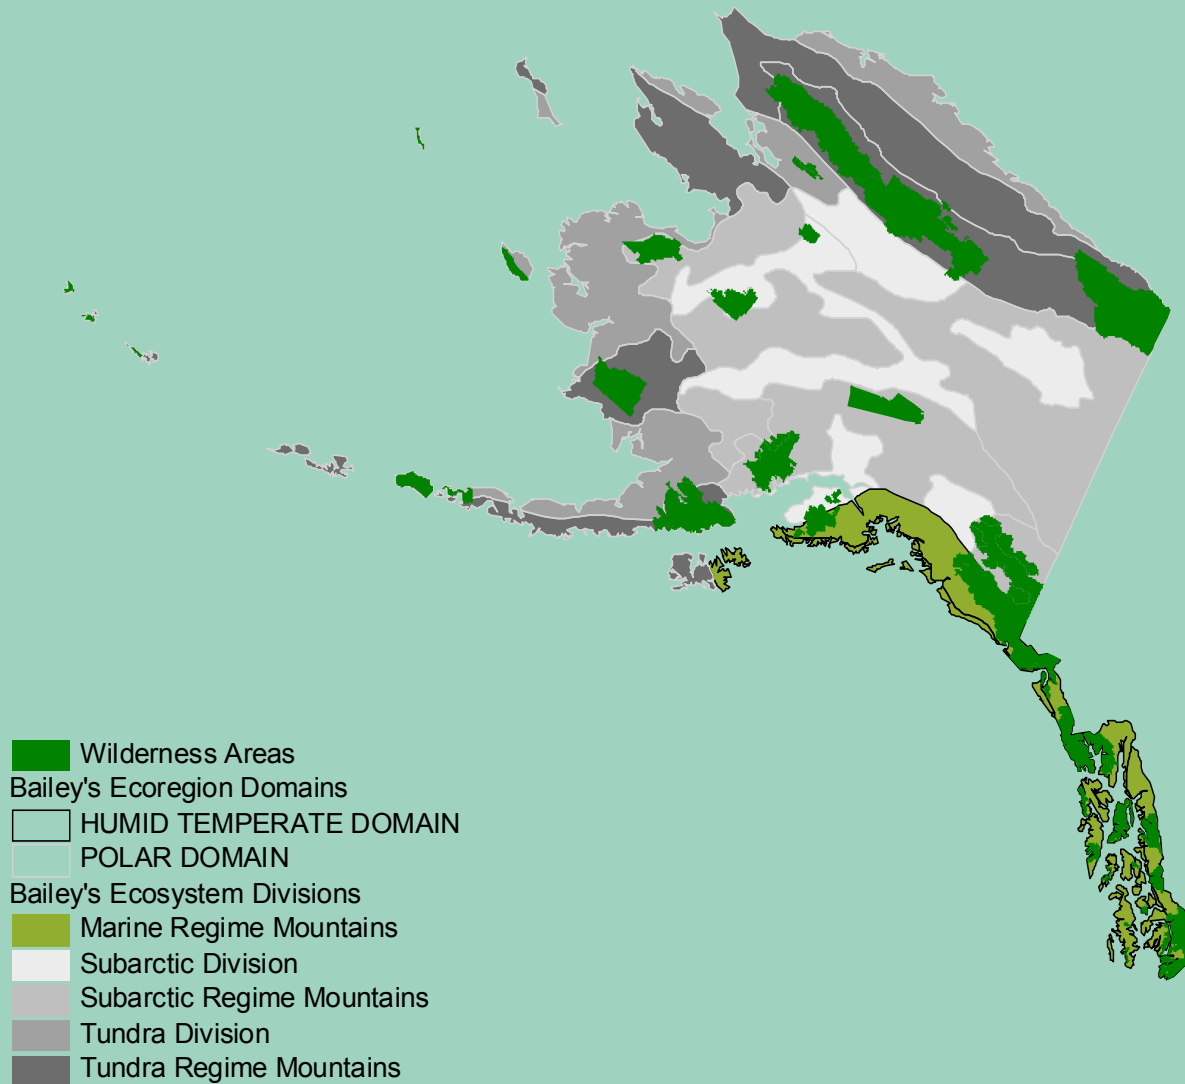 Wilderness Areas
Bailey's Ecoregion Domains
HUMID TEMPERATE DOMAIN
POLAR DOMAIN
Bailey's Ecosystem Divisions
Marine Regime Mountains
Subarctic Division
Subarctic Regime Mountains
Tundra Division
Tundra Regime Mountains